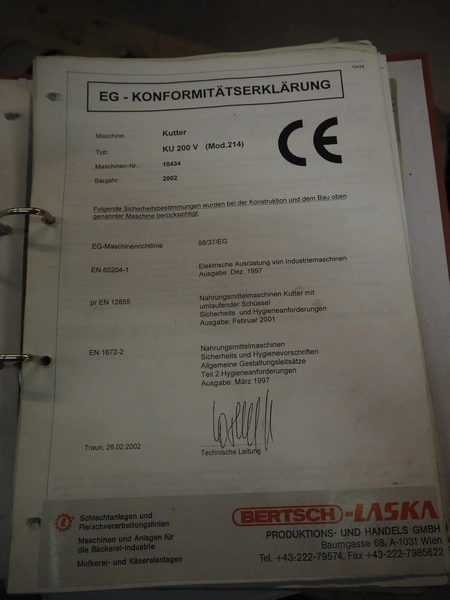 10434
EG - KONFORMITÄTSERKLÄRUNG
Maschine: Kutter
Typ: KU 200 V (Mod.214)
Maschinen-Nr.: 10434
Baujahr: 2002
CE
Folgende Sicherheitsbestimmungen wurden bei der Konstruktion und dem Bau oben
genannter Maschine berücksichtigt:
EG-Maschinenrichtlinie 98/37/EG
EN 60204-1 Elektrische Ausrüstung von Industriemaschinen
Ausgabe: Dez. 1997
pr EN 12855 Nahrungsmittelmaschinen Kutter mit
umlaufender Schüssel
Sicherheits und Hygieneanforderungen
Ausgabe: Februar 2001
EN 1672-2 Nahrungsmittelmaschinen
Sicherheits und Hygienevorschriften
Allgemeine Gestaltungsleitsätze
Teil 2:Hygieneanforderungen
Ausgabe: März 1997
Traun, 26.02.2002
Technische Leitung
Schlachtanlagen und
Fleischverarbeitungslinien
Maschinen und Anlagen für
die Bäckerei-Industrie
Molkerei- und Käsereianlagen
BERTSCH-LASKA
PRODUKTIONS- UND HANDELS GMBH
Baumgasse 68, A-1031 Wien
Tel. +43-222-79574, Fax +43-222-7985622